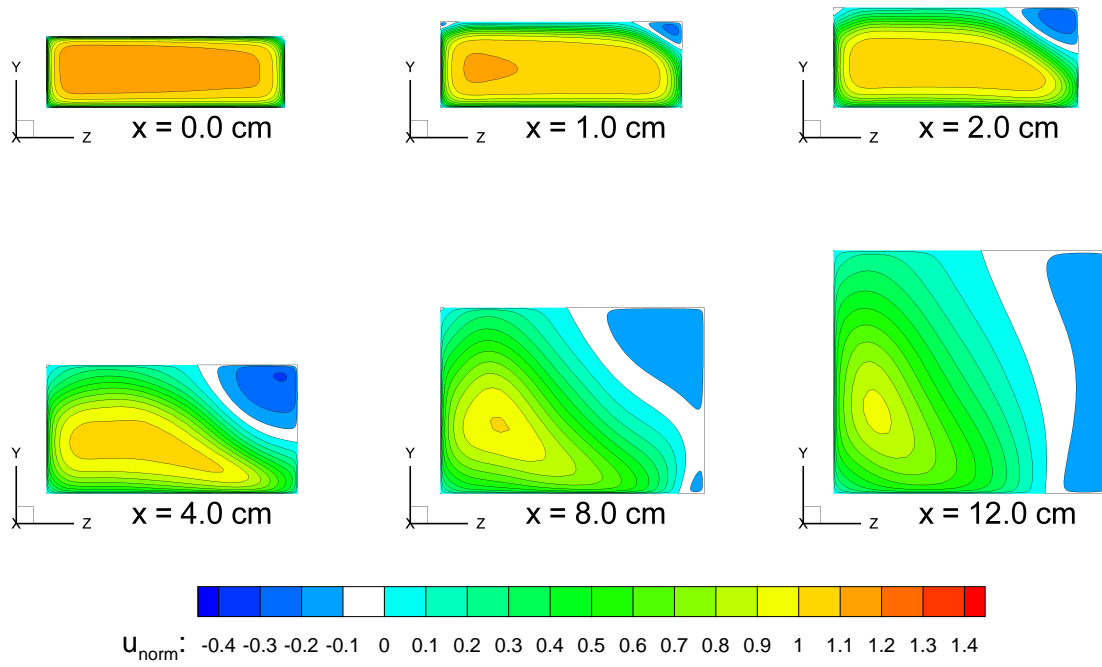 Y
X Z
x = 0.0 cm
Y
X Z
x = 1.0 cm
Y
X Z
x = 2.0 cm
Y
X Z
x = 4.0 cm
Y
X Z
x = 8.0 cm
Y
X Z
x = 12.0 cm
u_norm: -0.4 -0.3 -0.2 -0.1 0 0.1 0.2 0.3 0.4 0.5 0.6 0.7 0.8 0.9 1 1.1 1.2 1.3 1.4